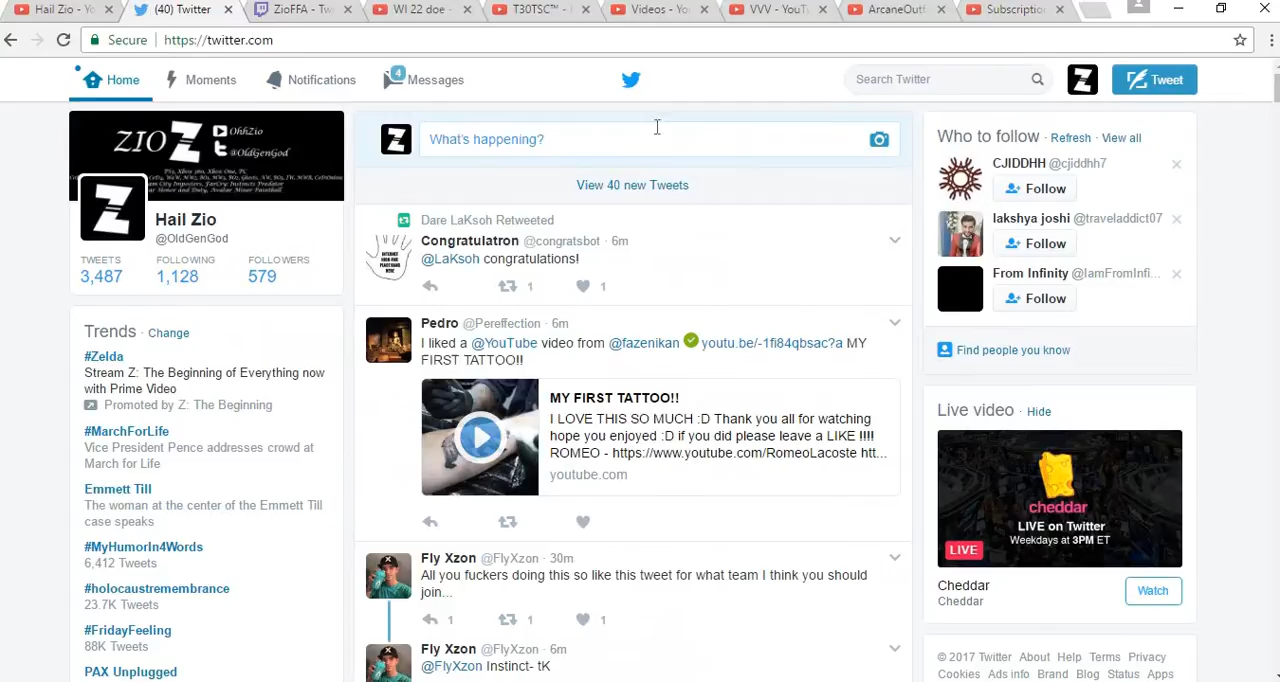 Hail Zio - Yo
(40) Twitter
ZioFFA - Tw
WI 22 doe -
T30TSC™ -
Videos - Yo
VVV - YouT
ArcaneOutl
Subscriptio
Secure | https://twitter.com
Home
Moments
Notifications
4
Messages
Search Twitter
Tweet
ZIO Z OhhZio
@OldGenGod
Hail Zio
@OldGenGod
TWEETS FOLLOWING FOLLOWERS
3,487 1,128 579
Trends · Change
#Zelda
Stream Z: The Beginning of Everything now
with Prime Video
Promoted by Z: The Beginning
#MarchForLife
Vice President Pence addresses crowd at
March for Life
Emmett Till
The woman at the center of the Emmett Till
case speaks
#MyHumorIn4Words
6,412 Tweets
#holocaustremembrance
23.7K Tweets
#FridayFeeling
88K Tweets
PAX Unplugged
What's happening?
View 40 new Tweets
Dare LaKsoh Retweeted
Congratulatron @congratsbot · 6m
@LaKsoh congratulations!
1 1
Pedro @Pereffection · 6m
I liked a @YouTube video from @fazenikan youtu.be/-1fi84qbsac?a MY
FIRST TATTOO!!
MY FIRST TATTOO!!
I LOVE THIS SO MUCH :D Thank you all for watching
hope you enjoyed :D if you did please leave a LIKE !!!!
ROMEO - https://www.youtube.com/RomeoLacoste htt...
youtube.com
Fly Xzon @FlyXzon · 30m
All you fuckers doing this so like this tweet for what team I think you should
join...
1 1 1
Fly Xzon @FlyXzon · 6m
@FlyXzon Instinct- tK
Who to follow · Refresh · View all
CJIDDHH @cjiddhh7
Follow
lakshya joshi @traveladdict07
Follow
From Infinity @IamFromInfi...
Follow
Find people you know
Live video · Hide
cheddar
LIVE on Twitter
Weekdays at 3PM ET
LIVE
Cheddar
Cheddar
Watch
© 2017 Twitter About Help Terms Privacy
Cookies Ads info Brand Blog Status Apps